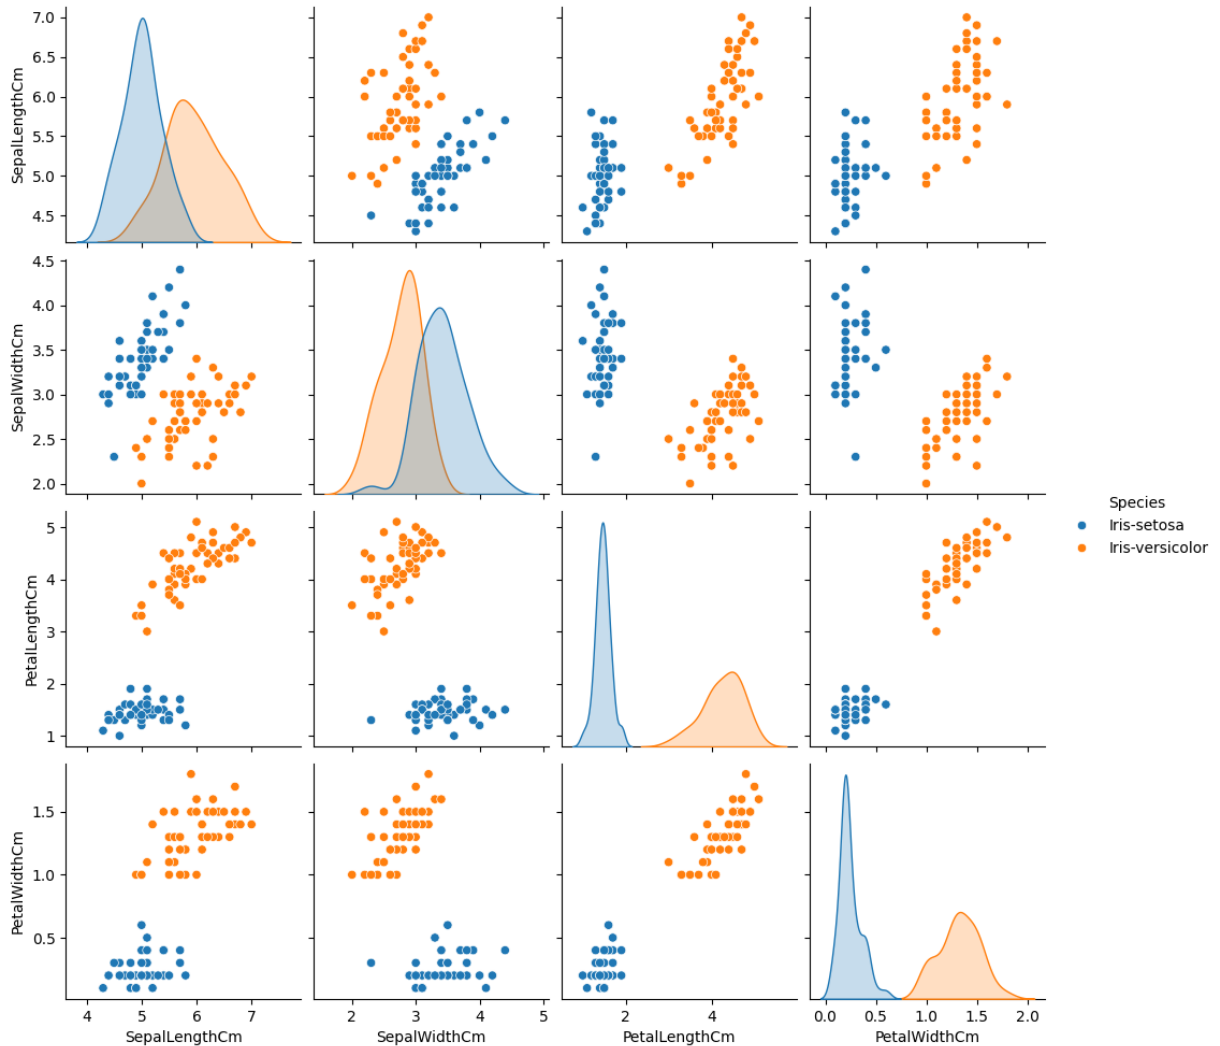 SepalLengthCm
7.0
6.5
6.0
5.5
5.0
4.5
SepalWidthCm
4.5
4.0
3.5
3.0
2.5
2.0
Species
Iris-setosa
Iris-versicolor
PetalLengthCm
5
4
3
2
1
PetalWidthCm
1.5
1.0
0.5
4 5 6 7
2 3 4 5
2 4
0.0 0.5 1.0 1.5 2.0
SepalLengthCm
SepalWidthCm
PetalLengthCm
PetalWidthCm